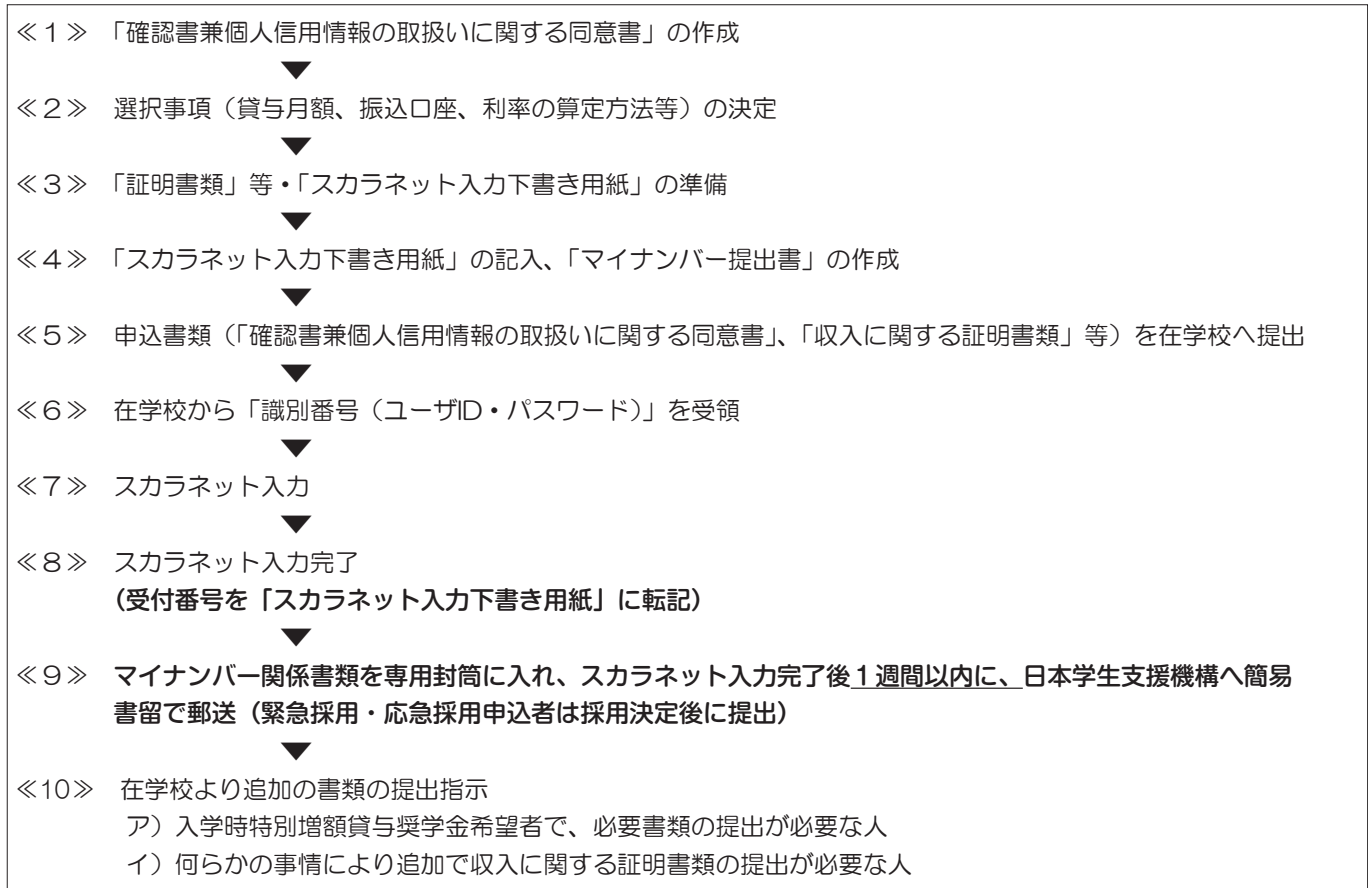 ≪１≫ 「確認書兼個人信用情報の取扱いに関する同意書」の作成
▼
≪２≫ 選択事項（貸与月額、振込口座、利率の算定方法等）の決定
▼
≪３≫ 「証明書類」等・「スカラネット入力下書き用紙」の準備
▼
≪４≫ 「スカラネット入力下書き用紙」の記入、「マイナンバー提出書」の作成
▼
≪５≫ 申込書類（「確認書兼個人信用情報の取扱いに関する同意書」、「収入に関する証明書類」等）を在学校へ提出
▼
≪６≫ 在学校から「識別番号（ユーザID・パスワード）」を受領
▼
≪７≫ スカラネット入力
▼
≪８≫ スカラネット入力完了
（受付番号を「スカラネット入力下書き用紙」に転記）
▼
≪９≫ マイナンバー関係書類を専用封筒に入れ、スカラネット入力完了後１週間以内に、日本学生支援機構へ簡易
書留で郵送（緊急採用・応急採用申込者は採用決定後に提出）
▼
≪10≫ 在学校より追加の書類の提出指示
ア）入学時特別増額貸与奨学金希望者で、必要書類の提出が必要な人
イ）何らかの事情により追加で収入に関する証明書類の提出が必要な人